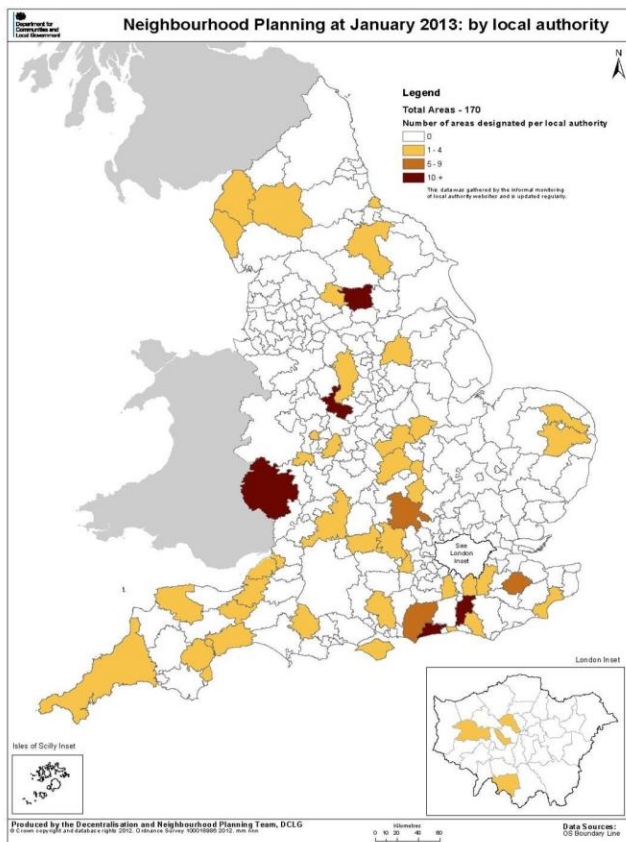 Department for
Communities and
Local Government
Neighbourhood Planning at January 2013: by local authority
N
Legend
Total Areas - 170
Number of areas designated per local authority
0
1 - 4
5 - 9
10 +
This data was gathered by the informal monitoring
of local authority websites and is updated regularly.
See
London
Inset
London Inset
Isles of Scilly Inset
Produced by the Decentralisation and Neighbourhood Planning Team, DCLG
© Crown copyright and database rights 2012. Ordnance Survey 2012.
Kilometres
0 10 20 40 60 80
Data Sources:
OS Boundary Line